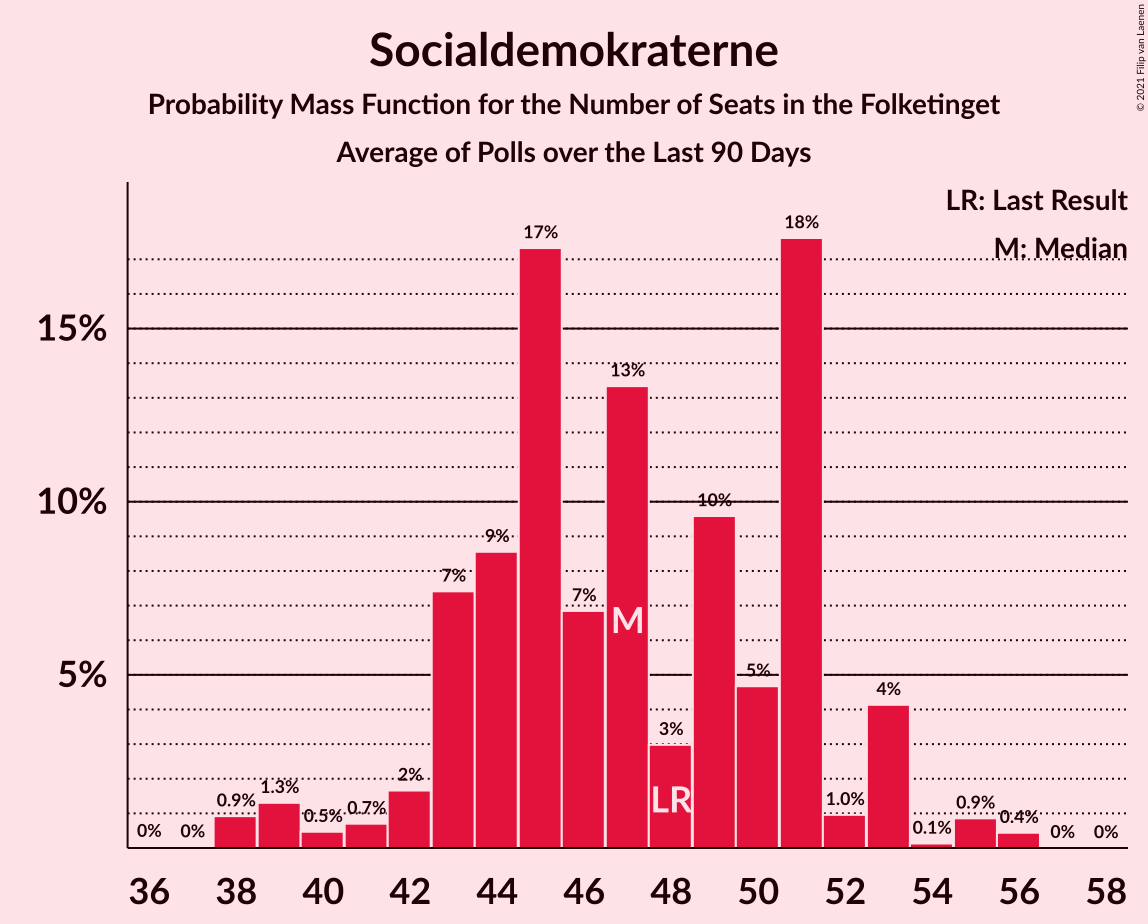 Socialdemokraterne
Probability Mass Function for the Number of Seats in the Folketinget
Average of Polls over the Last 90 Days
© 2021 Filip van Laenen
LR: Last Result
M: Median
15%
10%
5%
0%
0%
0.9%
1.3%
0.5%
0.7%
2%
7%
9%
17%
7%
13%
3%
10%
5%
18%
1.0%
4%
0.1%
0.9%
0.4%
0%
0%
M
LR
36 38 40 42 44 46 48 50 52 54 56 58